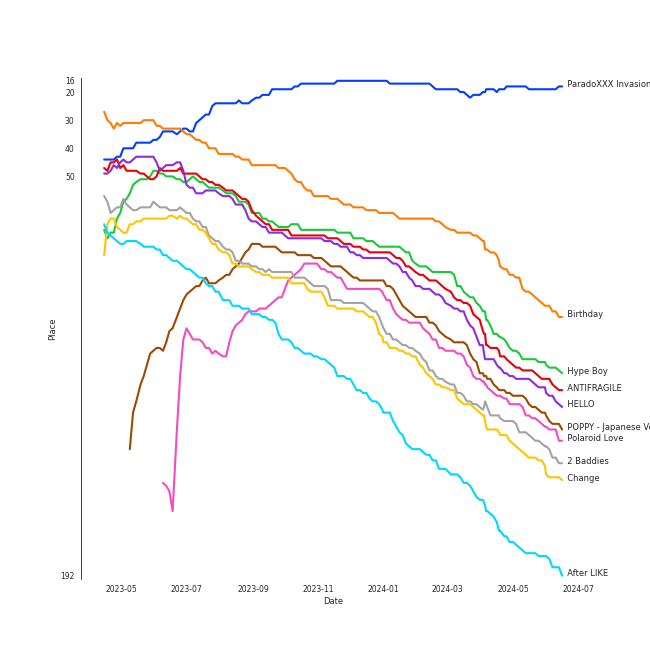 16
20
30
40
50
192
Place
2023-05
2023-07
2023-09
2023-11
2024-01
2024-03
2024-05
2024-07
Date
ParadoXXX Invasion
Birthday
Hype Boy
ANTIFRAGILE
HELLO
POPPY - Japanese Ve
Polaroid Love
2 Baddies
Change
After LIKE